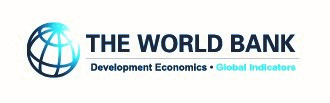 THE WORLD BANK
Development Economics • Global Indicators